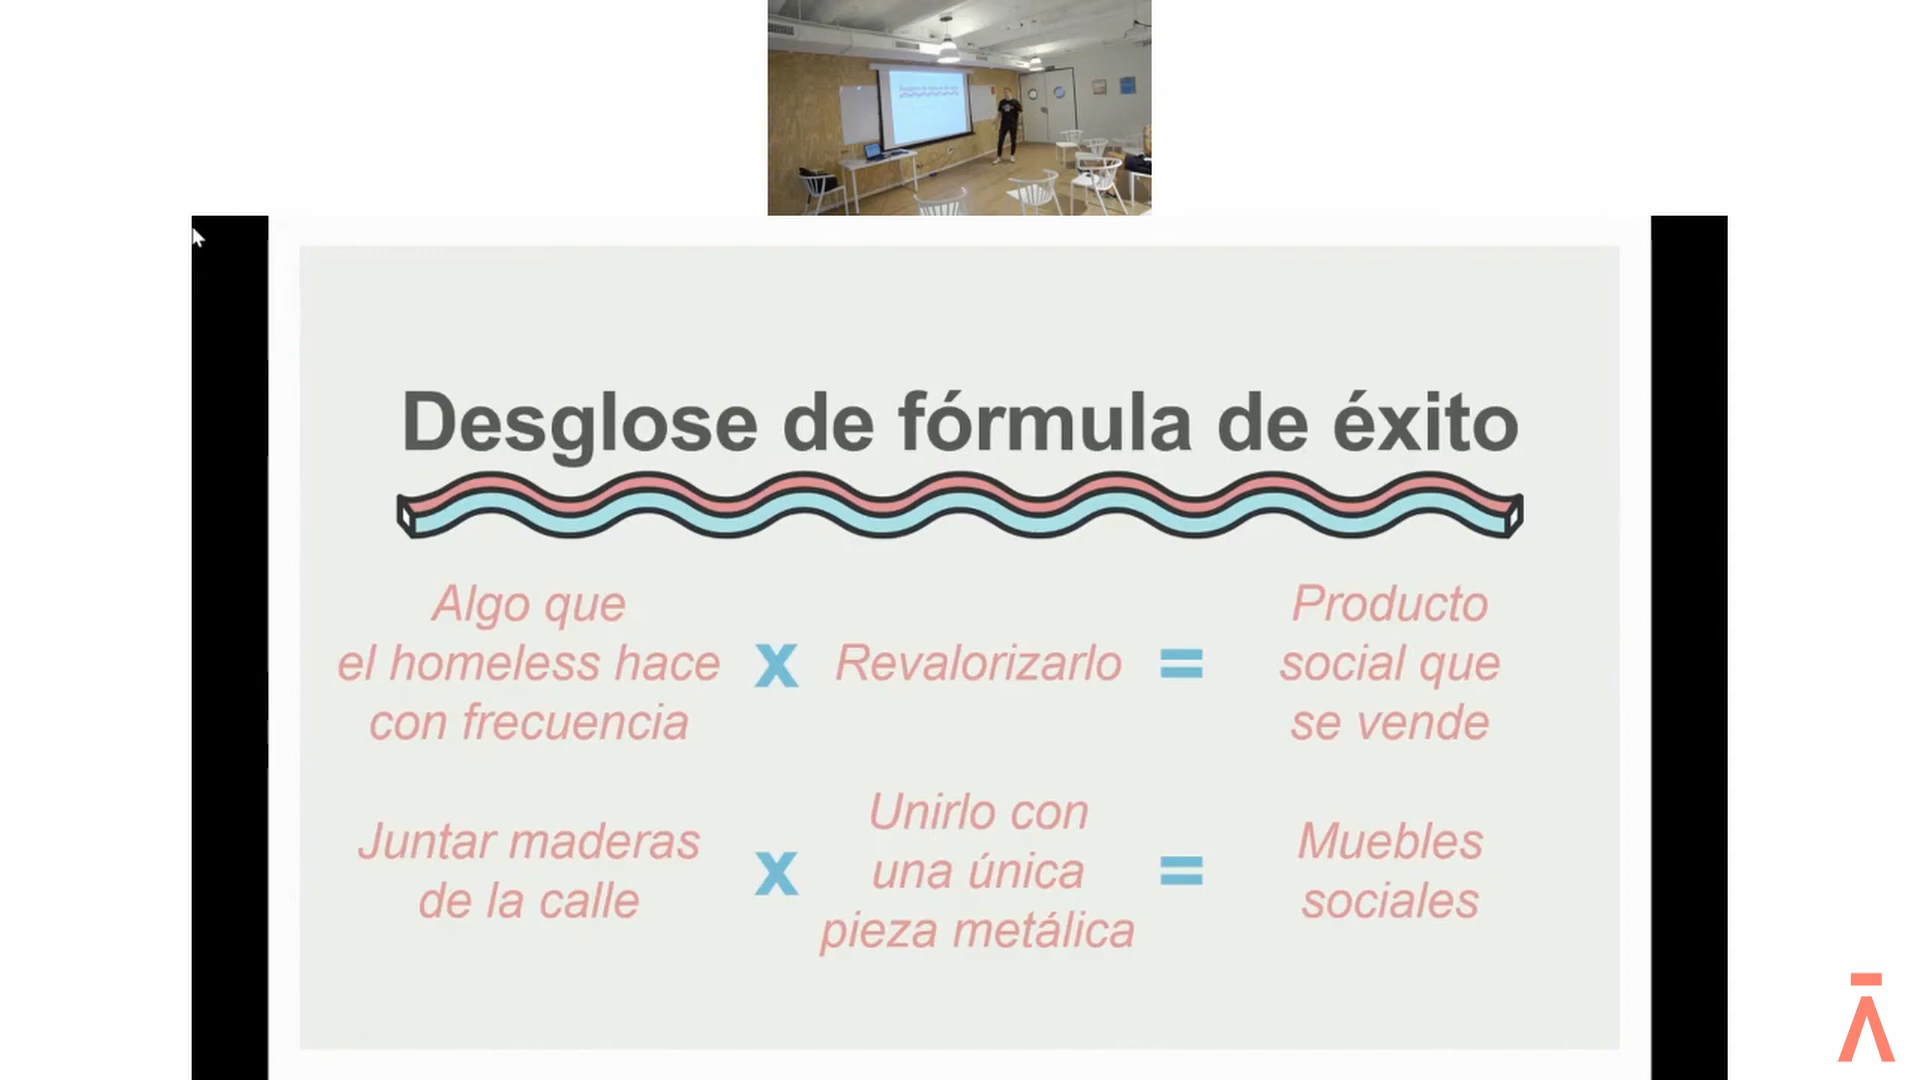 Desglose de fórmula de éxito
Algo que
el homeless hace
con frecuencia
x
Revalorizarlo
=
Producto
social que
se vende
Juntar maderas
de la calle
x
Unirlo con
una única
pieza metálica
=
Muebles
sociales